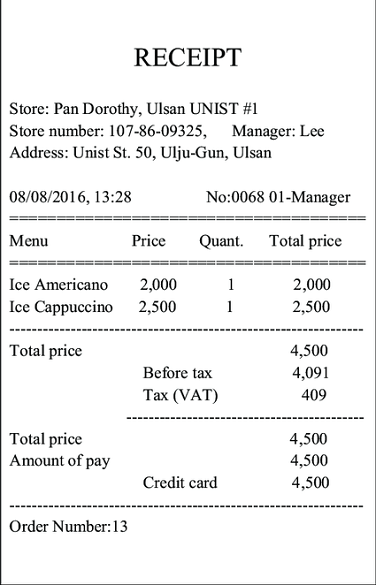 RECEIPT
Store: Pan Dorothy, Ulsan UNIST #1
Store number: 107-86-09325, Manager: Lee
Address: Unist St. 50, Ulju-Gun, Ulsan
08/08/2016, 13:28 No:0068 01-Manager
==========================================
Menu Price Quant. Total price
==========================================
Ice Americano 2,000 1 2,000
Ice Cappuccino 2,500 1 2,500
----------------------------------------------------------------
Total price 4,500
Before tax 4,091
Tax (VAT) 409
------------------------------------------
Total price 4,500
Amount of pay 4,500
Credit card 4,500
----------------------------------------------------------------
Order Number:13